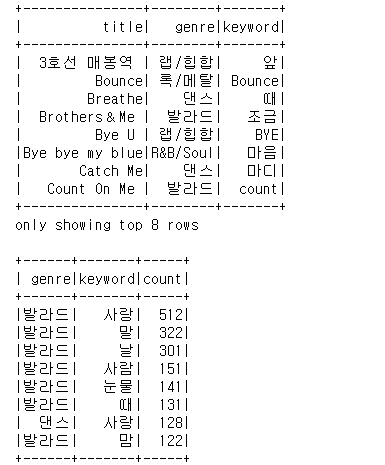 +----------------+--------+-------+
|           title|   genre|keyword|
+----------------+--------+-------+
|  3호선 매봉역 | 랩/힙합|     앞|
|          Bounce| 록/메탈| Bounce|
|         Breathe|    댄스|     때|
|   Brothers&Me |  발라드|   조금|
|           Bye U | 랩/힙합|    BYE|
|Bye bye my blue|R&B/Soul|   마음|
|        Catch Me|    댄스|   마디|
|     Count On Me |  발라드|  count|
+----------------+--------+-------+
only showing top 8 rows
+------+-------+-----+
| genre|keyword|count|
+------+-------+-----+
|발라드|   사랑|  512|
|발라드|     말|  322|
|발라드|     날|  301|
|발라드|   사람|  151|
|발라드|   눈물|  141|
|발라드|     때|  131|
|  댄스|   사랑|  128|
|발라드|     맘|  122|
+------+-------+-----+